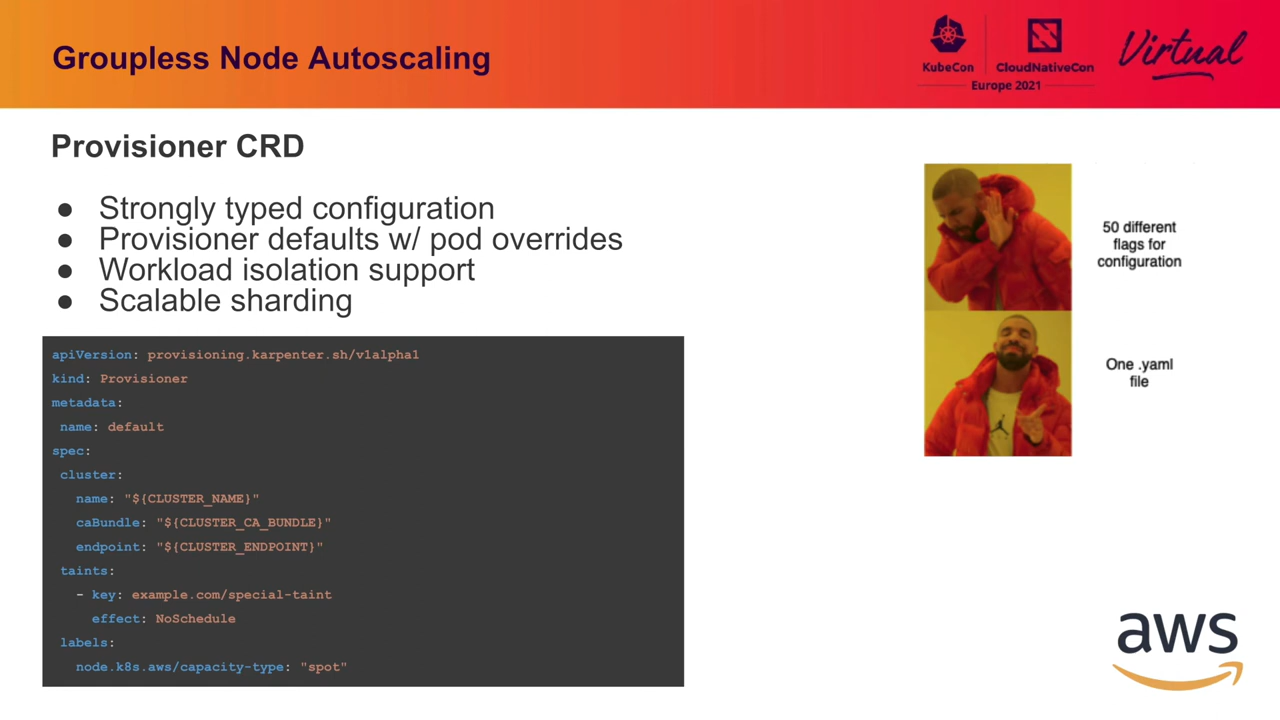 Groupless Node Autoscaling
KubeCon
CloudNativeCon
Europe 2021
Virtual
Provisioner CRD
● Strongly typed configuration
● Provisioner defaults w/ pod overrides
● Workload isolation support
● Scalable sharding
50 different
flags for
configuration
One .yaml
file
apiVersion: provisioning.karpenter.sh/v1alpha1
kind: Provisioner
metadata:
 name: default
spec:
 cluster:
   name: "${CLUSTER_NAME}"
   caBundle: "${CLUSTER_CA_BUNDLE}"
   endpoint: "${CLUSTER_ENDPOINT}"
 taints:
   - key: example.com/special-taint
     effect: NoSchedule
 labels:
   node.k8s.aws/capacity-type: "spot"
aws